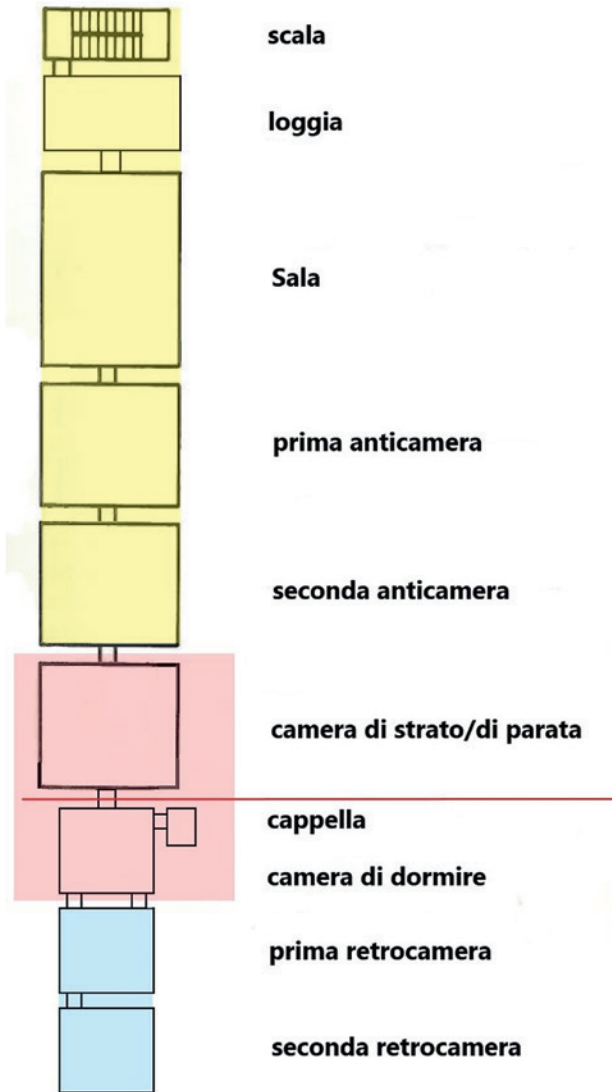 scala
loggia
Sala
prima anticamera
seconda anticamera
camera di strato/di parata
cappella
camera di dormire
prima retrocamera
seconda retrocamera